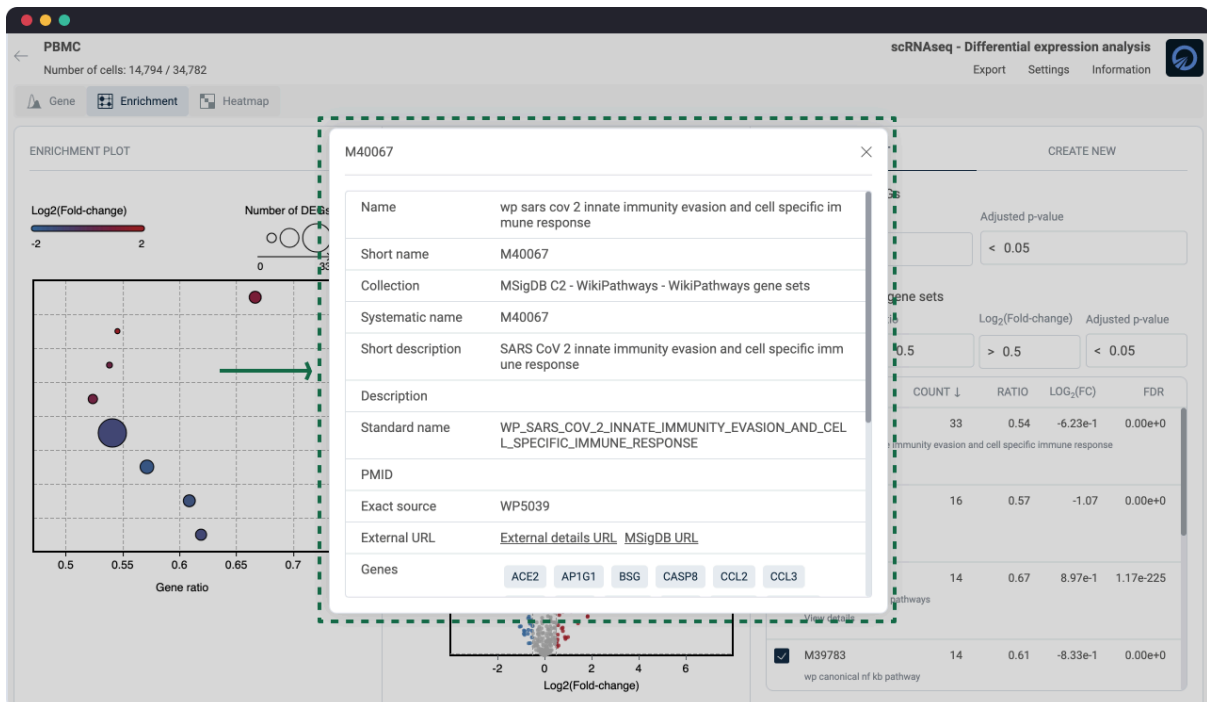 PBMC
Number of cells: 14,794 / 34,782
scRNAseq - Differential expression analysis
Export Settings Information
Gene Enrichment Heatmap
ENRICHMENT PLOT
Log2(Fold-change)
-2 2
Number of DEGs
0 33
0.5 0.55 0.6 0.65 0.7
Gene ratio
M40067
Name
wp sars cov 2 innate immunity evasion and cell specific im
mune response
Short name M40067
Collection MSigDB C2 - WikiPathways - WikiPathways gene sets
Systematic name M40067
Short description
SARS CoV 2 innate immunity evasion and cell specific imm
une response
Description
Standard name
WP_SARS_COV_2_INNATE_IMMUNITY_EVASION_AND_CEL
L_SPECIFIC_IMMUNE_RESPONSE
PMID
Exact source WP5039
External URL External details URL MSigDB URL
Genes ACE2 AP1G1 BSG CASP8 CCL2 CCL3
-2 0 2 4 6
Log2(Fold-change)
CREATE NEW
Adjusted p-value
< 0.05
gene sets
Log2(Fold-change) Adjusted p-value
0.5 > 0.5 < 0.05
COUNT ↓ RATIO LOG2(FC) FDR
33 0.54 -6.23e-1 0.00e+0
immunity evasion and cell specific immune response
16 0.57 -1.07 0.00e+0
14 0.67 8.97e-1 1.17e-225
pathways
View details
M39783 14 0.61 -8.33e-1 0.00e+0
wp canonical nf kb pathway